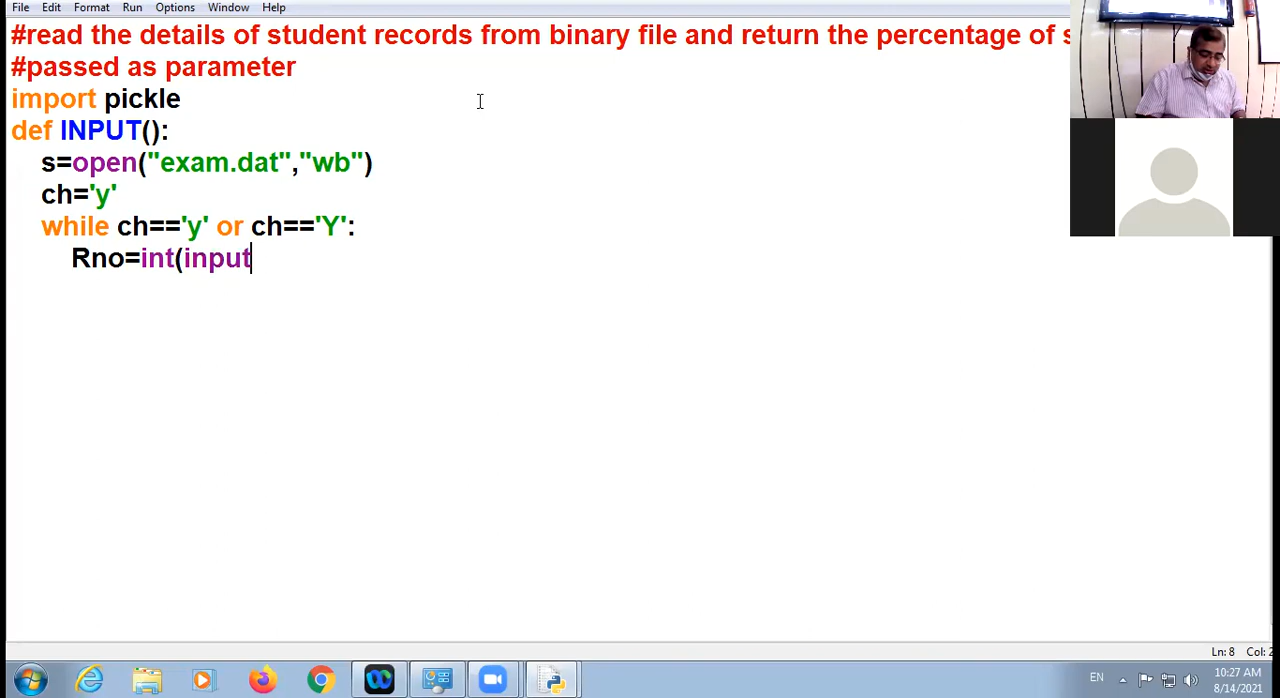 File Edit Format Run Options Window Help
#read the details of student records from binary file and return the percentage of
#passed as parameter
import pickle
def INPUT():
s=open("exam.dat","wb")
ch='y'
while ch=='y' or ch=='Y':
Rno=int(input
Ln: 8 Col:
EN
10:27 AM
8/14/2021